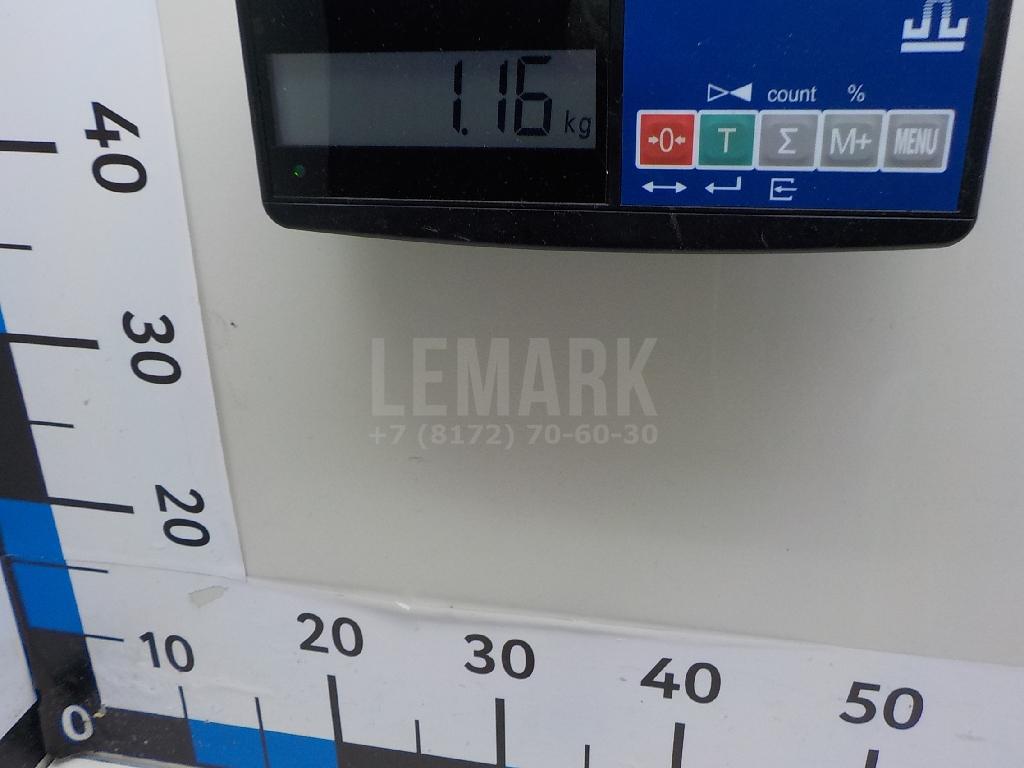 1.16 kg
count %
→0← T Σ M+ MENU
40
30
20
10 20 30 40 50
0
LEMARK
+7 (8172) 70-60-30